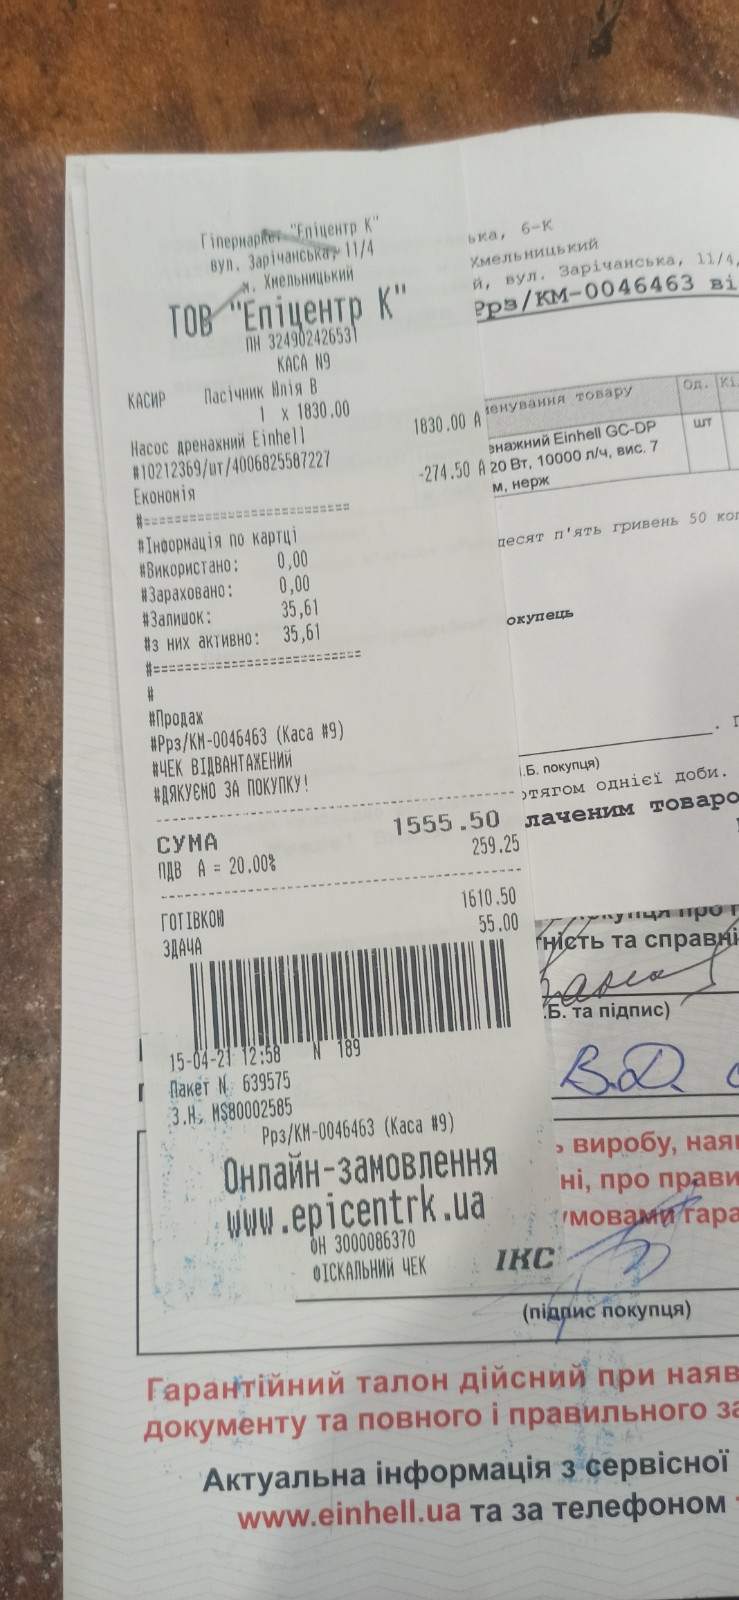 Гіпермаркет "Епіцентр К"
вул. Зарічанська, 11/4
м. Хмельницький
ТОВ "Епіцентр К"
ПН 324902426531
КАСА N9
КАСИР Пасічник Юлія В
1 x 1830.00
Насос дренажний Einhell 1830.00 А
#10212369/шт/4006825587227
Економія -274.50 А
#==========================
#Інформація по картці
#Використано: 0,00
#Зараховано: 0,00
#Залишок: 35,61
#з них активно: 35,61
#==========================
#
#Продаж
#Ррз/КМ-0046463 (Каса #9)
#ЧЕК ВІДВАНТАЖЕНИЙ
#ДЯКУЄМО ЗА ПОКУПКУ!
СУМА 1555.50
ПДВ А = 20.00% 259.25
ГОТІВКОЮ 1610.50
ЗДАЧА 55.00
15-04-21 12:58 N 189
Пакет N 639575
З.Н. MS80002585
Ррз/КМ-0046463 (Каса #9)
Онлайн-замовлення
www.epicentrk.ua
ФН 3000086370
ФІСКАЛЬНИЙ ЧЕК ІКС
ька, 6-К
Хмельницький
й, вул. Зарічанська, 11/4,
Ррз/КМ-0046463 ві
енування товару Од. Кі
енажний Einhell GC-DP шт
20 Вт, 10000 л/ч, вис. 7
м, нерж
десят п'ять гривень 50 коп
окупець
.Б. покупця)
отягом однієї доби.
лаченим товаро
тність та справні
.Б. та підпис)
В.Д.
ь виробу, ная
ні, про прави
умовами гара
(підпис покупця)
Гарантійний талон дійсний при наяв
документу та повного і правильного за
Актуальна інформація з сервісної
www.einhell.ua та за телефоном